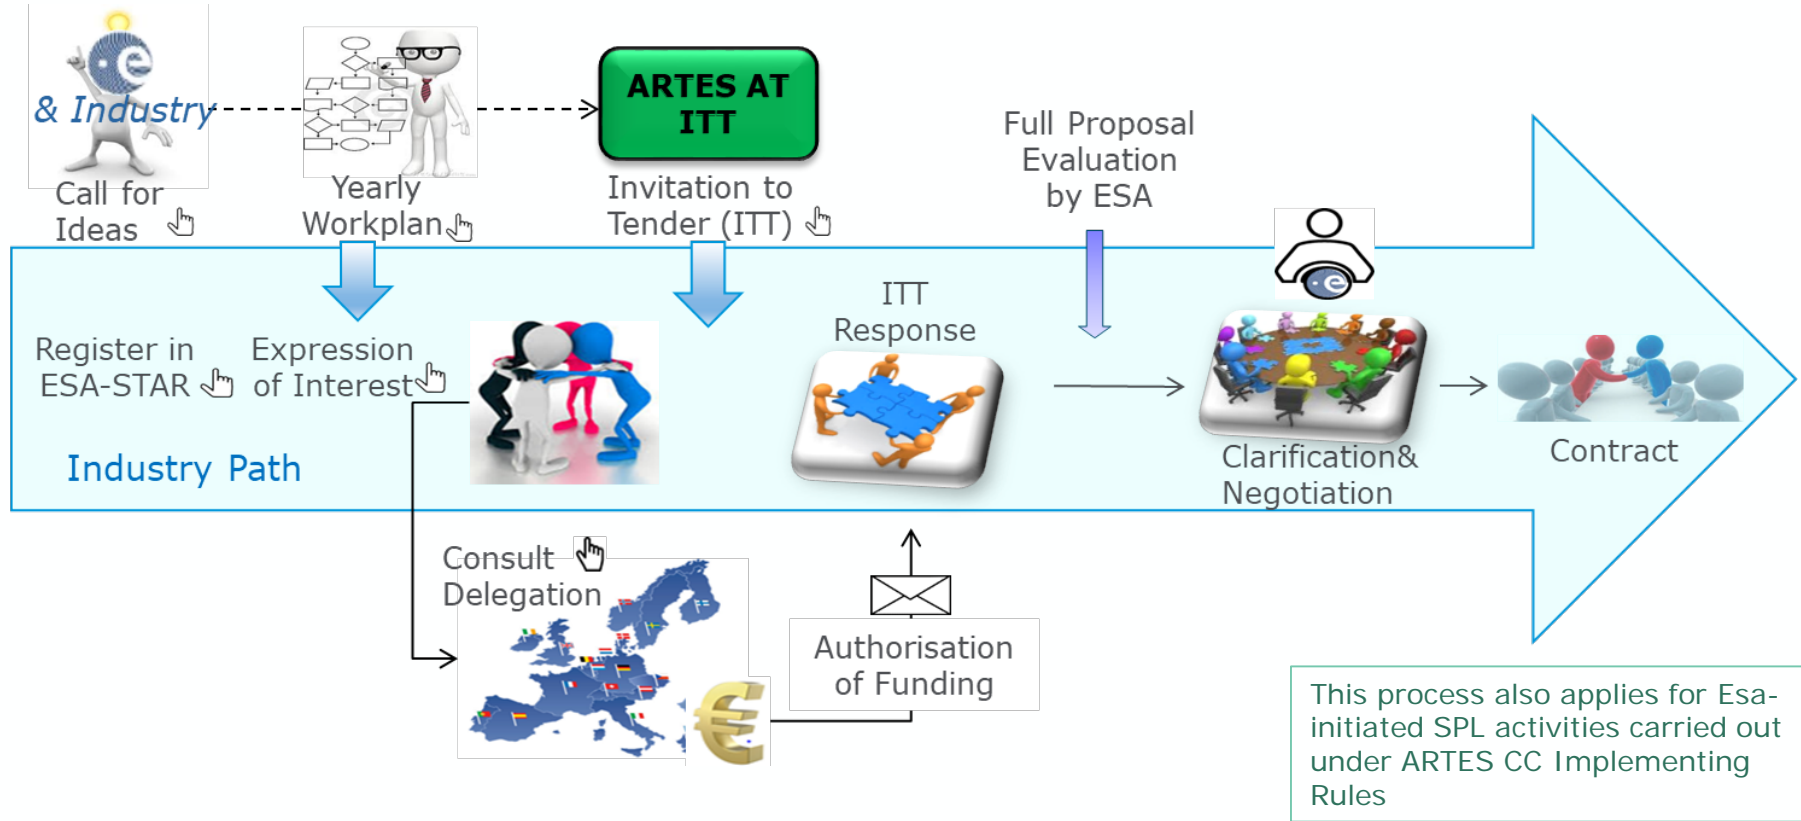 & Industry
Call for
Ideas
Yearly
Workplan
ARTES AT
ITT
Invitation to
Tender (ITT)
Full Proposal
Evaluation
by ESA
Register in
ESA-STAR
Expression
of Interest
ITT
Response
Industry Path
Clarification&
Negotiation
Contract
Consult
Delegation
Authorisation
of Funding
This process also applies for Esa-
initiated SPL activities carried out
under ARTES CC Implementing
Rules